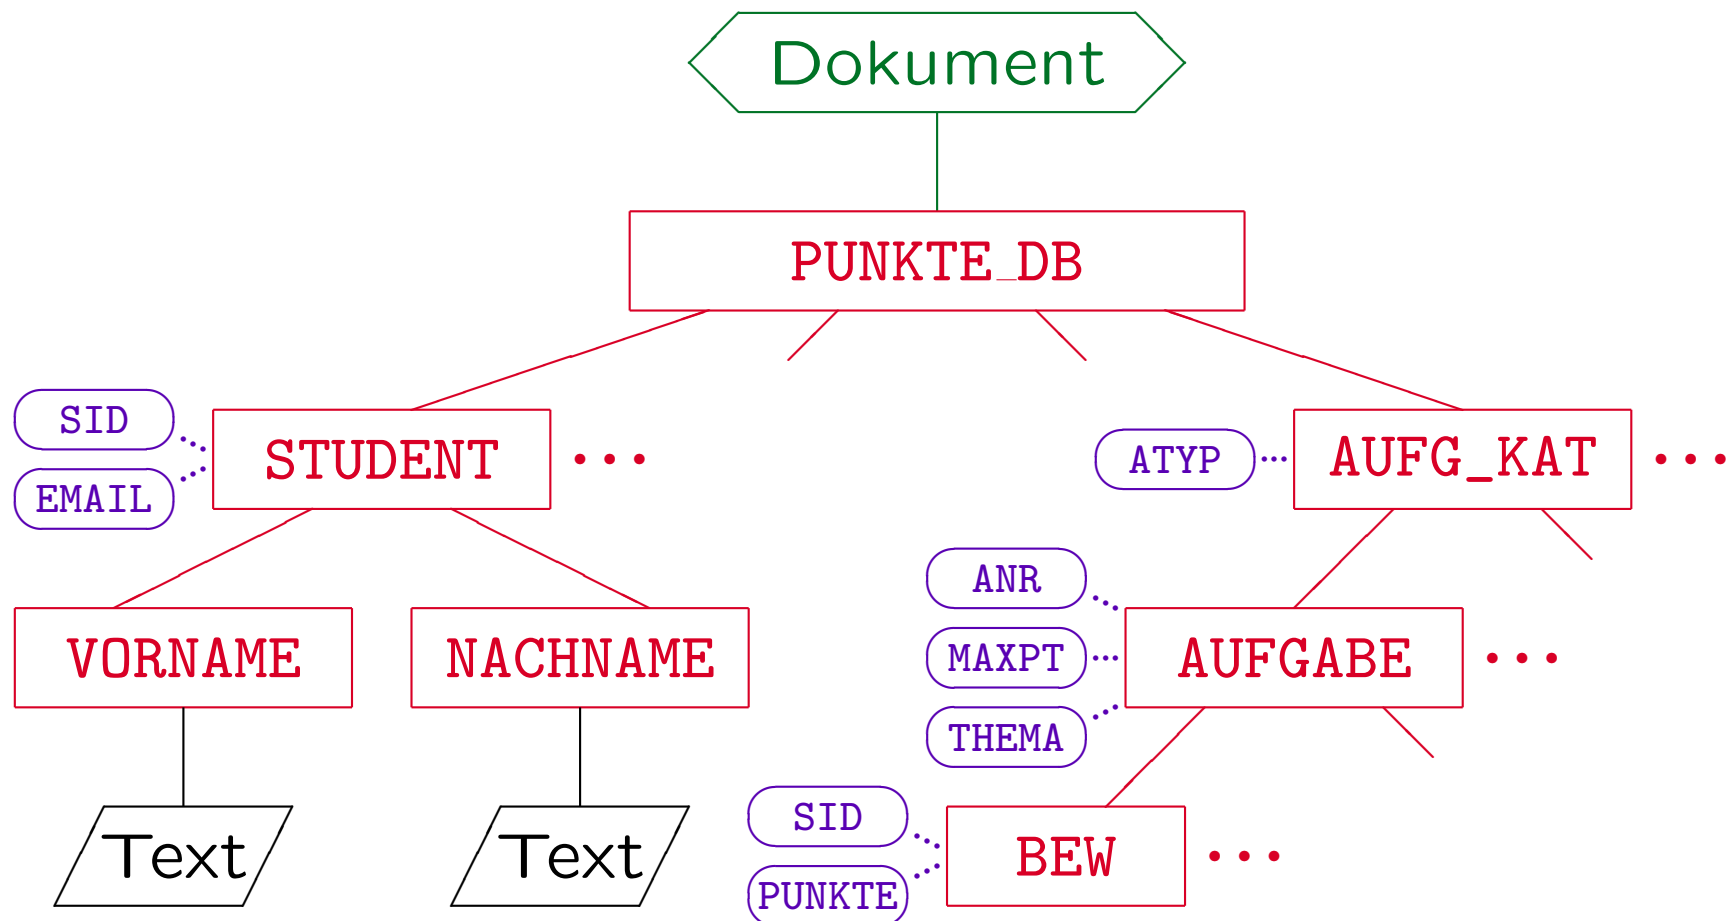 Dokument
PUNKTE_DB
SID
EMAIL
STUDENT ...
ATYP
AUFG_KAT ...
VORNAME
NACHNAME
ANR
MAXPT
THEMA
AUFGABE ...
Text
Text
SID
PUNKTE
BEW ...